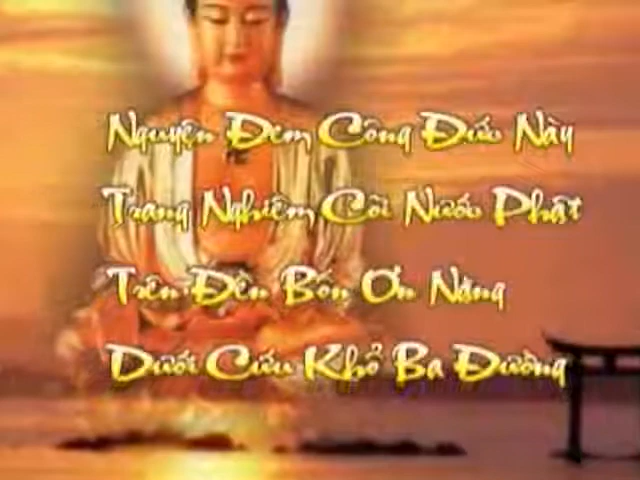 Nguyện Đem Công Đức Này
Trang Nghiêm Cõi Nước Phật
Trên Đền Bốn Ơn Nặng
Dưới Cứu Khổ Ba Đường